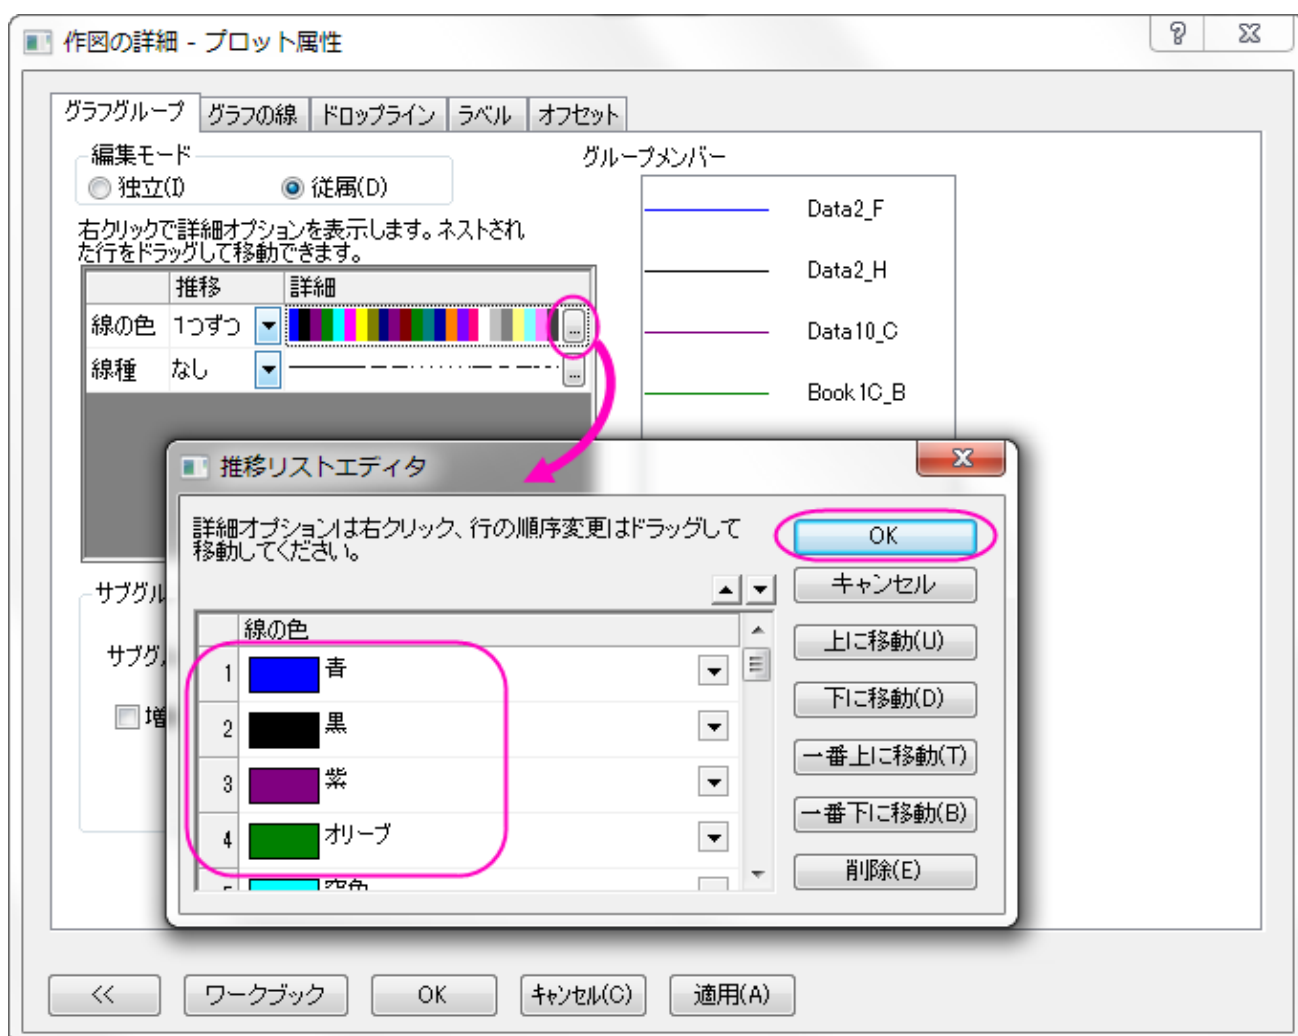 作図の詳細 - プロット属性
グラフグループ グラフの線 ドロップライン ラベル オフセット
編集モード
独立(I) 従属(D)
グループメンバー
右クリックで詳細オプションを表示します。ネストされ
た行をドラッグして移動できます。
推移 詳細
線の色 1つずつ ...
線種 なし ...
Data2_F
Data2_H
Data10_C
Book1C_B
推移リストエディタ
詳細オプションは右クリック、行の順序変更はドラッグして
移動してください。
OK
キャンセル
上に移動(U)
下に移動(D)
一番上に移動(T)
一番下に移動(B)
削除(E)
線の色
1 青
2 黒
3 紫
4 オリーブ
5 空色
サブグル
サブグ
増
<< ワークブック OK キャンセル(C) 適用(A)